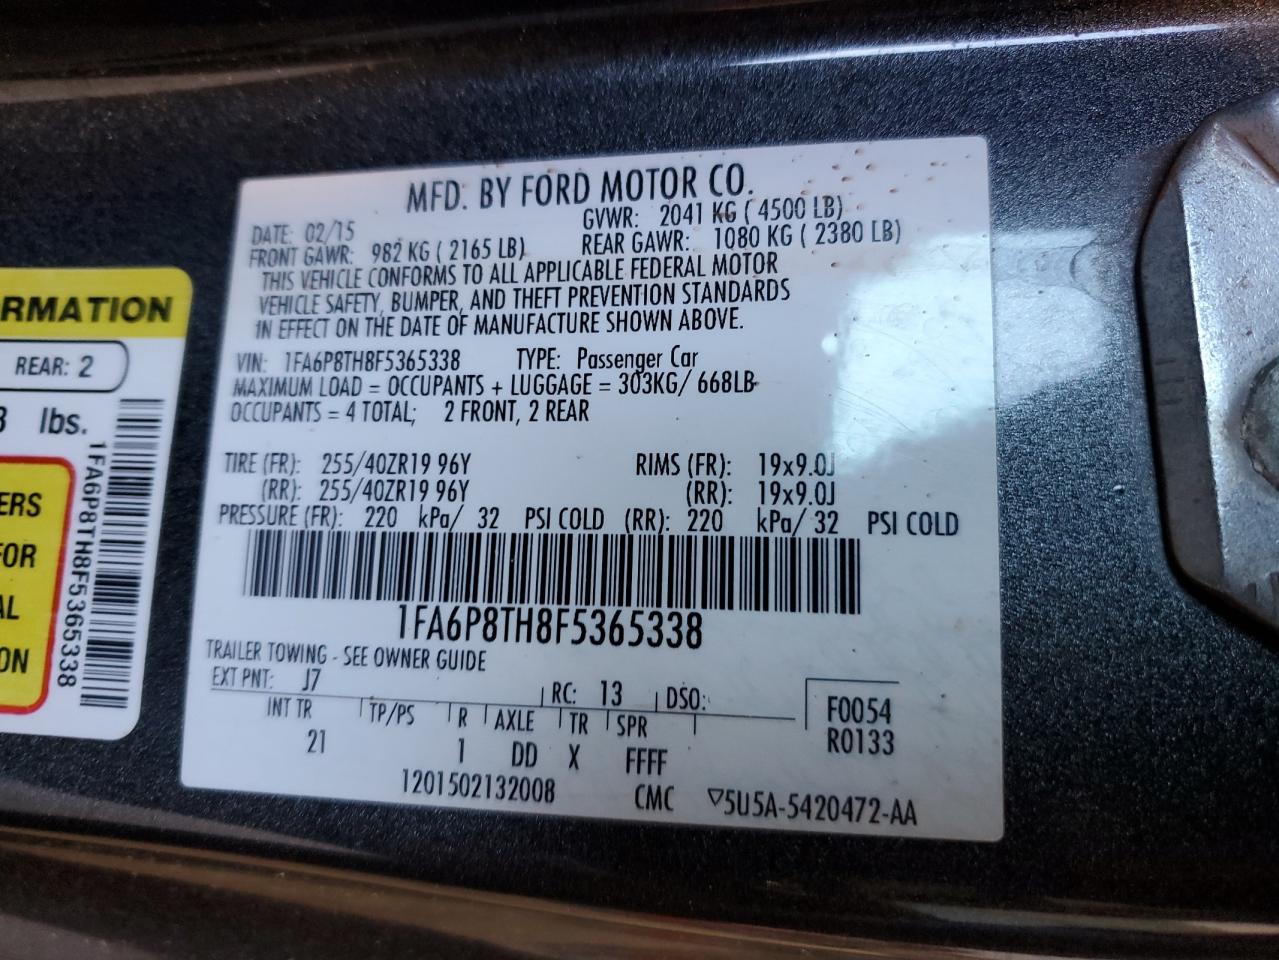 MFD. BY FORD MOTOR CO.
DATE: 02/15 GVWR: 2041 KG ( 4500 LB)
FRONT GAWR: 982 KG ( 2165 LB) REAR GAWR: 1080 KG ( 2380 LB)
THIS VEHICLE CONFORMS TO ALL APPLICABLE FEDERAL MOTOR
VEHICLE SAFETY, BUMPER, AND THEFT PREVENTION STANDARDS
IN EFFECT ON THE DATE OF MANUFACTURE SHOWN ABOVE.
VIN: 1FA6P8TH8F5365338 TYPE: Passenger Car
MAXIMUM LOAD = OCCUPANTS + LUGGAGE = 303KG/ 668LB
OCCUPANTS = 4 TOTAL; 2 FRONT, 2 REAR
TIRE (FR): 255/40ZR19 96Y RIMS (FR): 19x9.0J
(RR): 255/40ZR19 96Y (RR): 19x9.0J
PRESSURE (FR): 220 kPa/ 32 PSI COLD (RR): 220 kPa/ 32 PSI COLD
1FA6P8TH8F5365338
TRAILER TOWING - SEE OWNER GUIDE
EXT PNT: J7 RC: 13 DSO:
INT TR TP/PS R AXLE TR SPR F0054
21 1 DD X FFFF R0133
1201502132008 CMC ▽5U5A-5420472-AA
RMATION
REAR: 2
lbs.
ERS
FOR
AL
ON
1FA6P8TH8F5365338